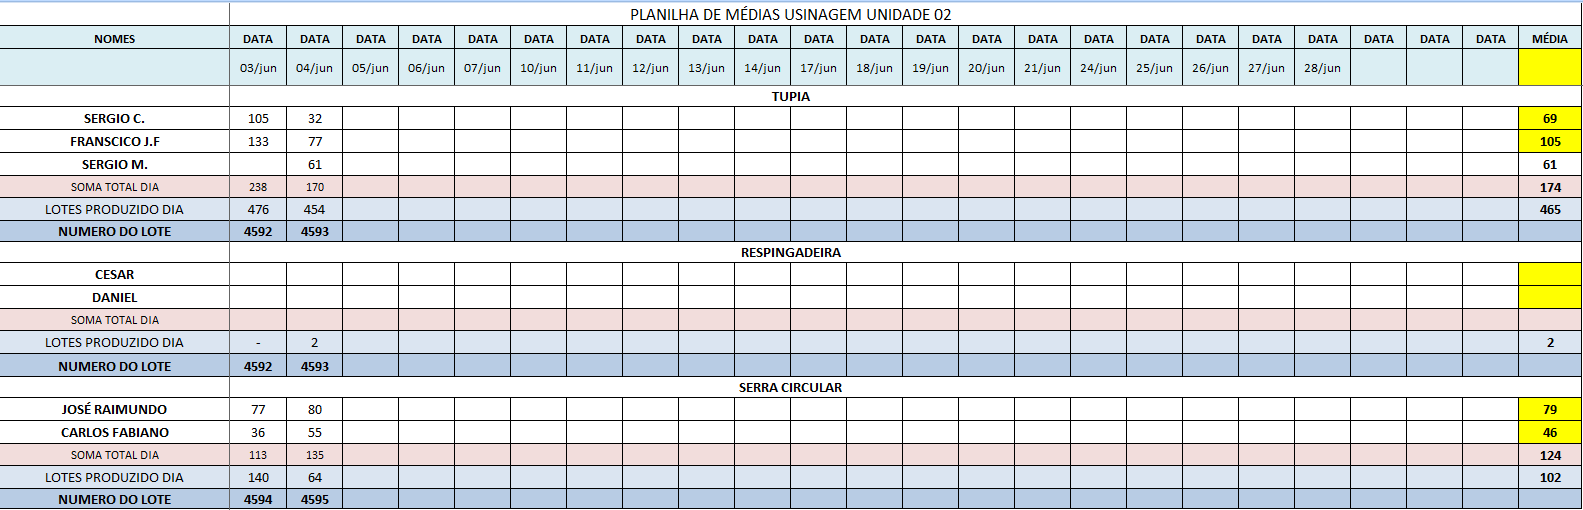 PLANILHA DE MÉDIAS USINAGEM UNIDADE 02
NOMES DATA DATA DATA DATA DATA DATA DATA DATA DATA DATA DATA DATA DATA DATA DATA DATA DATA DATA DATA DATA DATA DATA DATA MÉDIA
03/jun 04/jun 05/jun 06/jun 07/jun 10/jun 11/jun 12/jun 13/jun 14/jun 17/jun 18/jun 19/jun 20/jun 21/jun 24/jun 25/jun 26/jun 27/jun 28/jun
TUPIA
SERGIO C. 105 32 69
FRANSCICO J.F 133 77 105
SERGIO M. 61 61
SOMA TOTAL DIA 238 170 174
LOTES PRODUZIDO DIA 476 454 465
NUMERO DO LOTE 4592 4593
RESPINGADEIRA
CESAR
DANIEL
SOMA TOTAL DIA
LOTES PRODUZIDO DIA - 2 2
NUMERO DO LOTE 4592 4593
SERRA CIRCULAR
JOSÉ RAIMUNDO 77 80 79
CARLOS FABIANO 36 55 46
SOMA TOTAL DIA 113 135 124
LOTES PRODUZIDO DIA 140 64 102
NUMERO DO LOTE 4594 4595